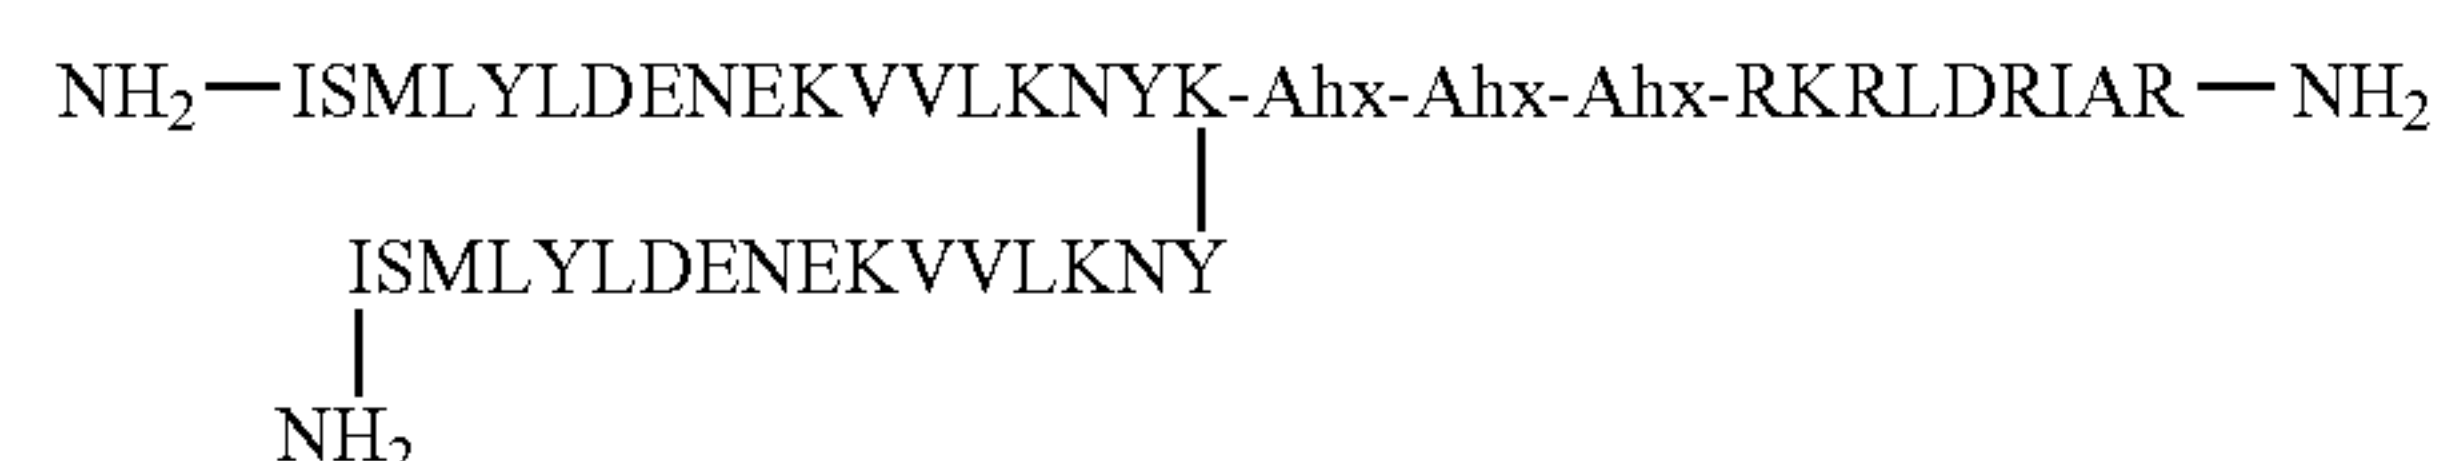 NH₂—ISMLYLDENEKVVLKNYK-Ahx-Ahx-Ahx-RKRLDRIAR—NH₂
ISMLYLDENEKVVLKNY
NH₂